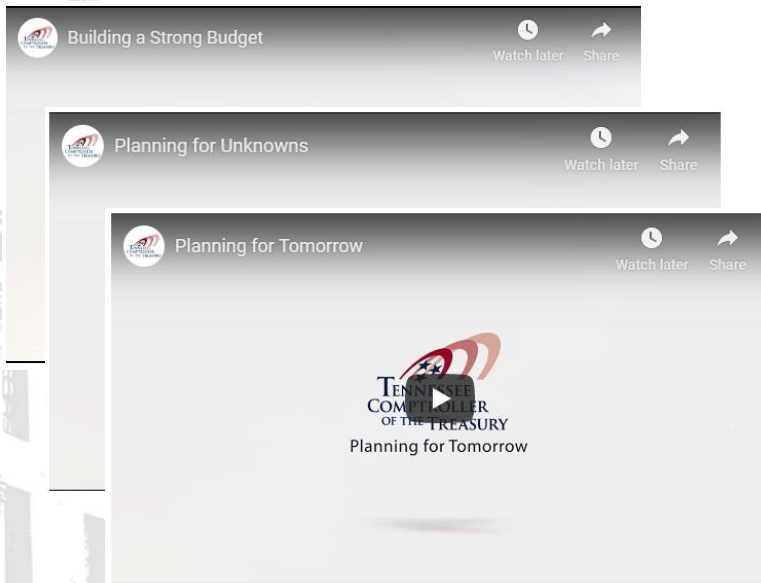 Building a Strong Budget
Watch later Share
Planning for Unknowns
Watch later Share
Planning for Tomorrow
Watch later Share
TENNESSEE
COMPTROLLER
OF THE TREASURY
Planning for Tomorrow